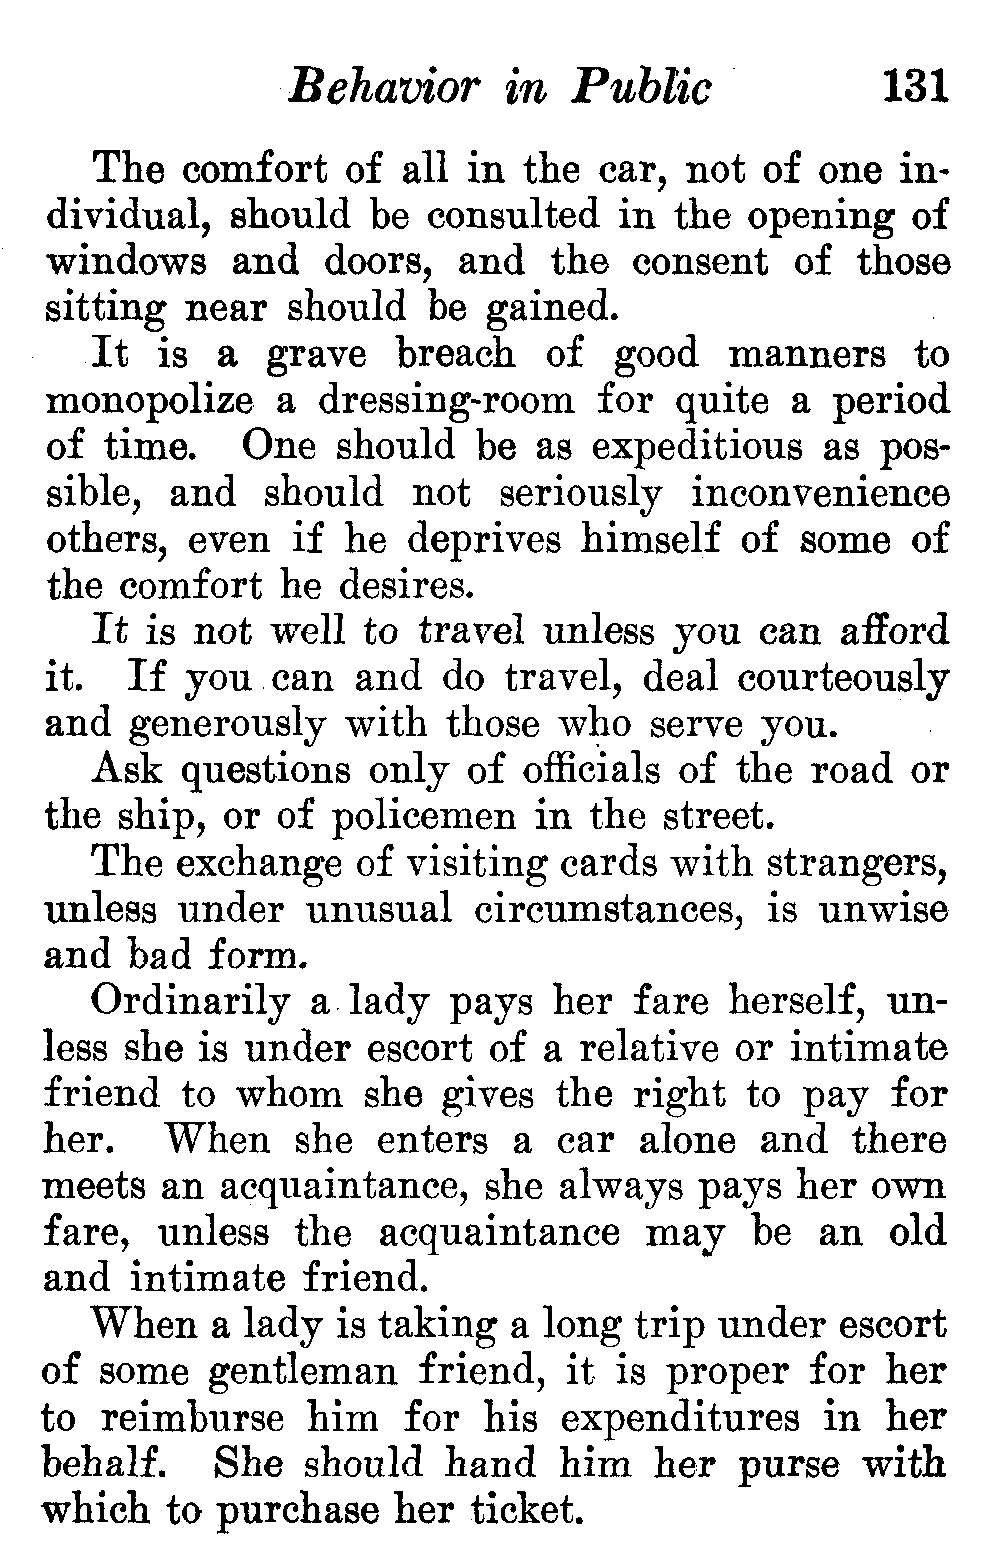 Behavior in Public 131
The comfort of all in the car, not of one in-
dividual, should be consulted in the opening of
windows and doors, and the consent of those
sitting near should be gained.
It is a grave breach of good manners to
monopolize a dressing-room for quite a period
of time. One should be as expeditious as pos-
sible, and should not seriously inconvenience
others, even if he deprives himself of some of
the comfort he desires.
It is not well to travel unless you can afford
it. If you can and do travel, deal courteously
and generously with those who serve you.
Ask questions only of officials of the road or
the ship, or of policemen in the street.
The exchange of visiting cards with strangers,
unless under unusual circumstances, is unwise
and bad form.
Ordinarily a lady pays her fare herself, un-
less she is under escort of a relative or intimate
friend to whom she gives the right to pay for
her. When she enters a car alone and there
meets an acquaintance, she always pays her own
fare, unless the acquaintance may be an old
and intimate friend.
When a lady is taking a long trip under escort
of some gentleman friend, it is proper for her
to reimburse him for his expenditures in her
behalf. She should hand him her purse with
which to purchase her ticket.